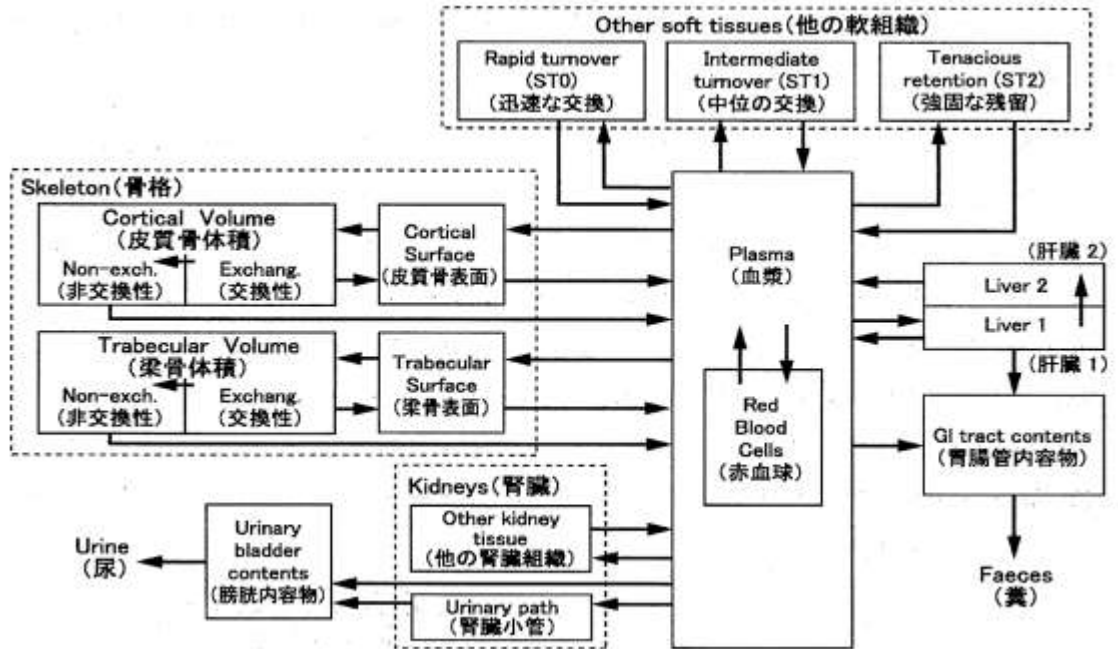 Other soft tissues(他の軟組織)
Rapid turnover
(ST0)
(迅速な交換)
Intermediate
turnover (ST1)
(中位の交換)
Tenacious
retention (ST2)
(強固な残留)
Skeleton(骨格)
Cortical Volume
(皮質骨体積)
Non-exch.
(非交換性)
Exchang.
(交換性)
Cortical
Surface
(皮質骨表面)
Trabecular Volume
(梁骨体積)
Non-exch.
(非交換性)
Exchang.
(交換性)
Trabecular
Surface
(梁骨表面)
Plasma
(血漿)
Red
Blood
Cells
(赤血球)
(肝臓 2)
Liver 2
Liver 1
(肝臓 1)
GI tract contents
(胃腸管内容物)
Faeces
(糞)
Kidneys(腎臓)
Other kidney
tissue
(他の腎臓組織)
Urinary path
(腎臓小管)
Urinary
bladder
contents
(膀胱内容物)
Urine
(尿)